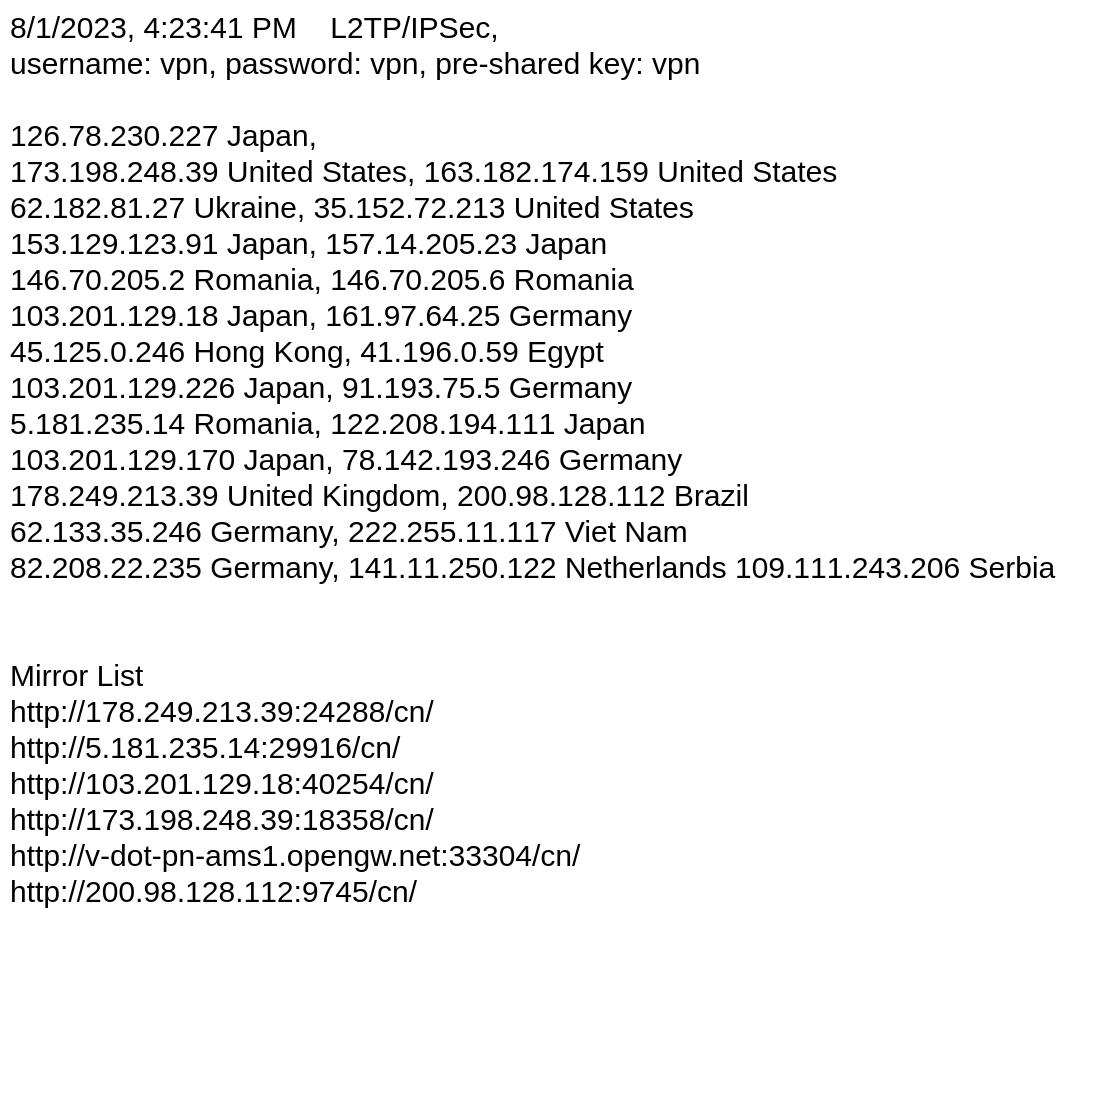 8/1/2023, 4:23:41 PM    L2TP/IPSec,
username: vpn, password: vpn, pre-shared key: vpn
126.78.230.227 Japan,
173.198.248.39 United States, 163.182.174.159 United States
62.182.81.27 Ukraine, 35.152.72.213 United States
153.129.123.91 Japan, 157.14.205.23 Japan
146.70.205.2 Romania, 146.70.205.6 Romania
103.201.129.18 Japan, 161.97.64.25 Germany
45.125.0.246 Hong Kong, 41.196.0.59 Egypt
103.201.129.226 Japan, 91.193.75.5 Germany
5.181.235.14 Romania, 122.208.194.111 Japan
103.201.129.170 Japan, 78.142.193.246 Germany
178.249.213.39 United Kingdom, 200.98.128.112 Brazil
62.133.35.246 Germany, 222.255.11.117 Viet Nam
82.208.22.235 Germany, 141.11.250.122 Netherlands 109.111.243.206 Serbia
Mirror List
http://178.249.213.39:24288/cn/
http://5.181.235.14:29916/cn/
http://103.201.129.18:40254/cn/
http://173.198.248.39:18358/cn/
http://v-dot-pn-ams1.opengw.net:33304/cn/
http://200.98.128.112:9745/cn/